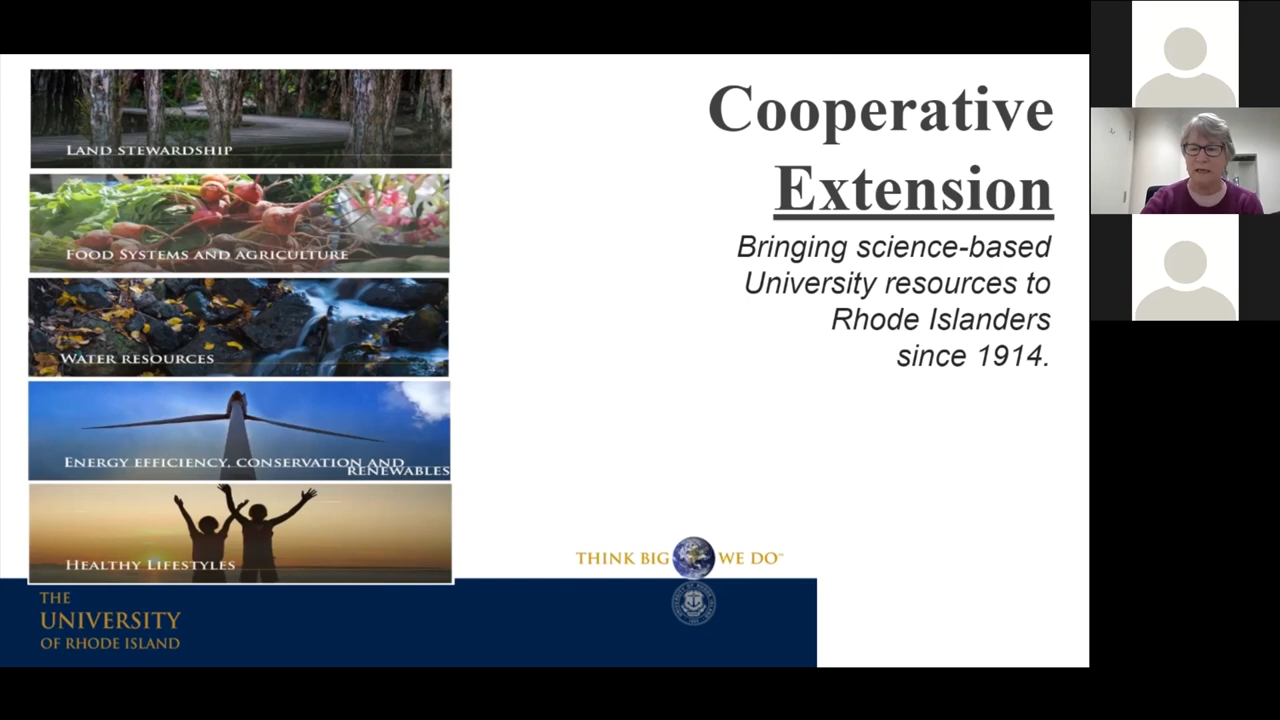 LAND STEWARDSHIP
FOOD SYSTEMS AND AGRICULTURE
WATER RESOURCES
ENERGY EFFICIENCY, CONSERVATION AND
RENEWABLES
HEALTHY LIFESTYLES
Cooperative
Extension
Bringing science-based
University resources to
Rhode Islanders
since 1914.
THINK BIG WE DO™
THE
UNIVERSITY
OF RHODE ISLAND